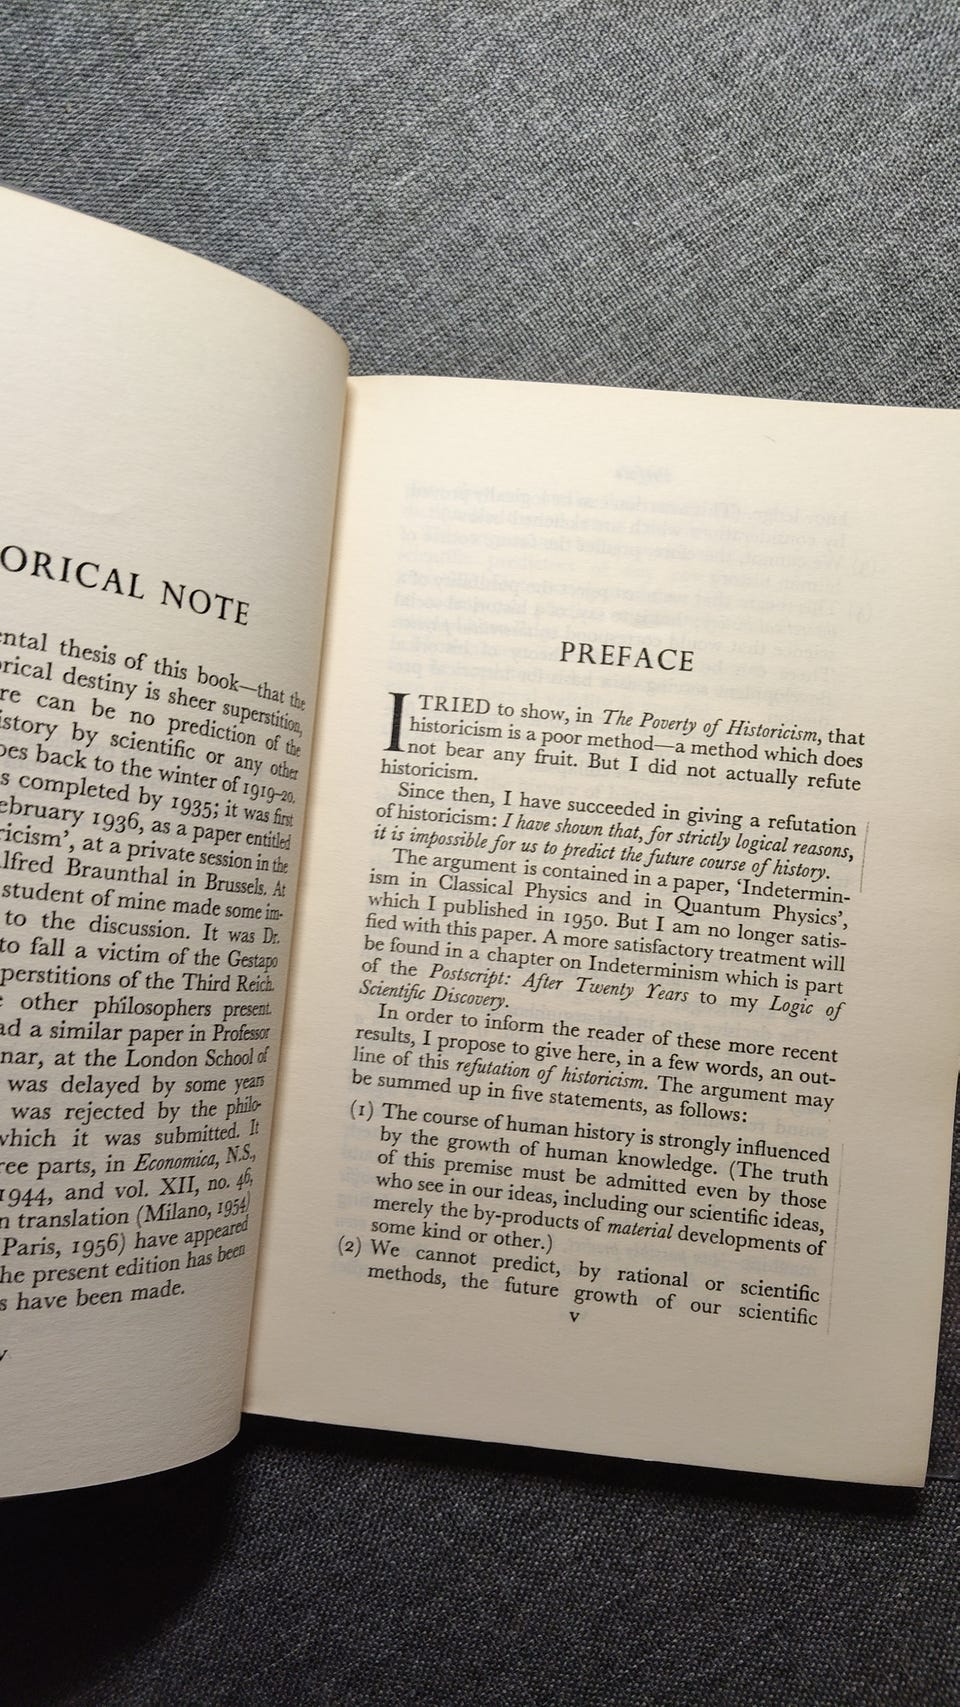 ORICAL NOTE
ental thesis of this book—that the
orical destiny is sheer superstition,
re can be no prediction of the
istory by scientific or any other
oes back to the winter of 1919–20.
s completed by 1935; it was first
ebruary 1936, as a paper entitled
ricism’, at a private session in the
lfred Braunthal in Brussels. At
student of mine made some im-
to the discussion. It was Dr.
to fall a victim of the Gestapo
perstitions of the Third Reich.
other philosophers present.
ad a similar paper in Professor
nar, at the London School of
was delayed by some years
was rejected by the philo-
which it was submitted. It
ree parts, in Economica, N.S.,
1944, and vol. XII, no. 46,
n translation (Milano, 1954)
Paris, 1956) have appeared
he present edition has been
s have been made.
PREFACE
I TRIED to show, in The Poverty of Historicism, that
historicism is a poor method—a method which does
not bear any fruit. But I did not actually refute
historicism.
Since then, I have succeeded in giving a refutation
of historicism: I have shown that, for strictly logical reasons,
it is impossible for us to predict the future course of history.
The argument is contained in a paper, ‘Indetermin-
ism in Classical Physics and in Quantum Physics’,
which I published in 1950. But I am no longer satis-
fied with this paper. A more satisfactory treatment will
be found in a chapter on Indeterminism which is part
of the Postscript: After Twenty Years to my Logic of
Scientific Discovery.
In order to inform the reader of these more recent
results, I propose to give here, in a few words, an out-
line of this refutation of historicism. The argument may
be summed up in five statements, as follows:
(1) The course of human history is strongly influenced
by the growth of human knowledge. (The truth
of this premise must be admitted even by those
who see in our ideas, including our scientific ideas,
merely the by-products of material developments of
some kind or other.)
(2) We cannot predict, by rational or scientific
methods, the future growth of our scientific
v